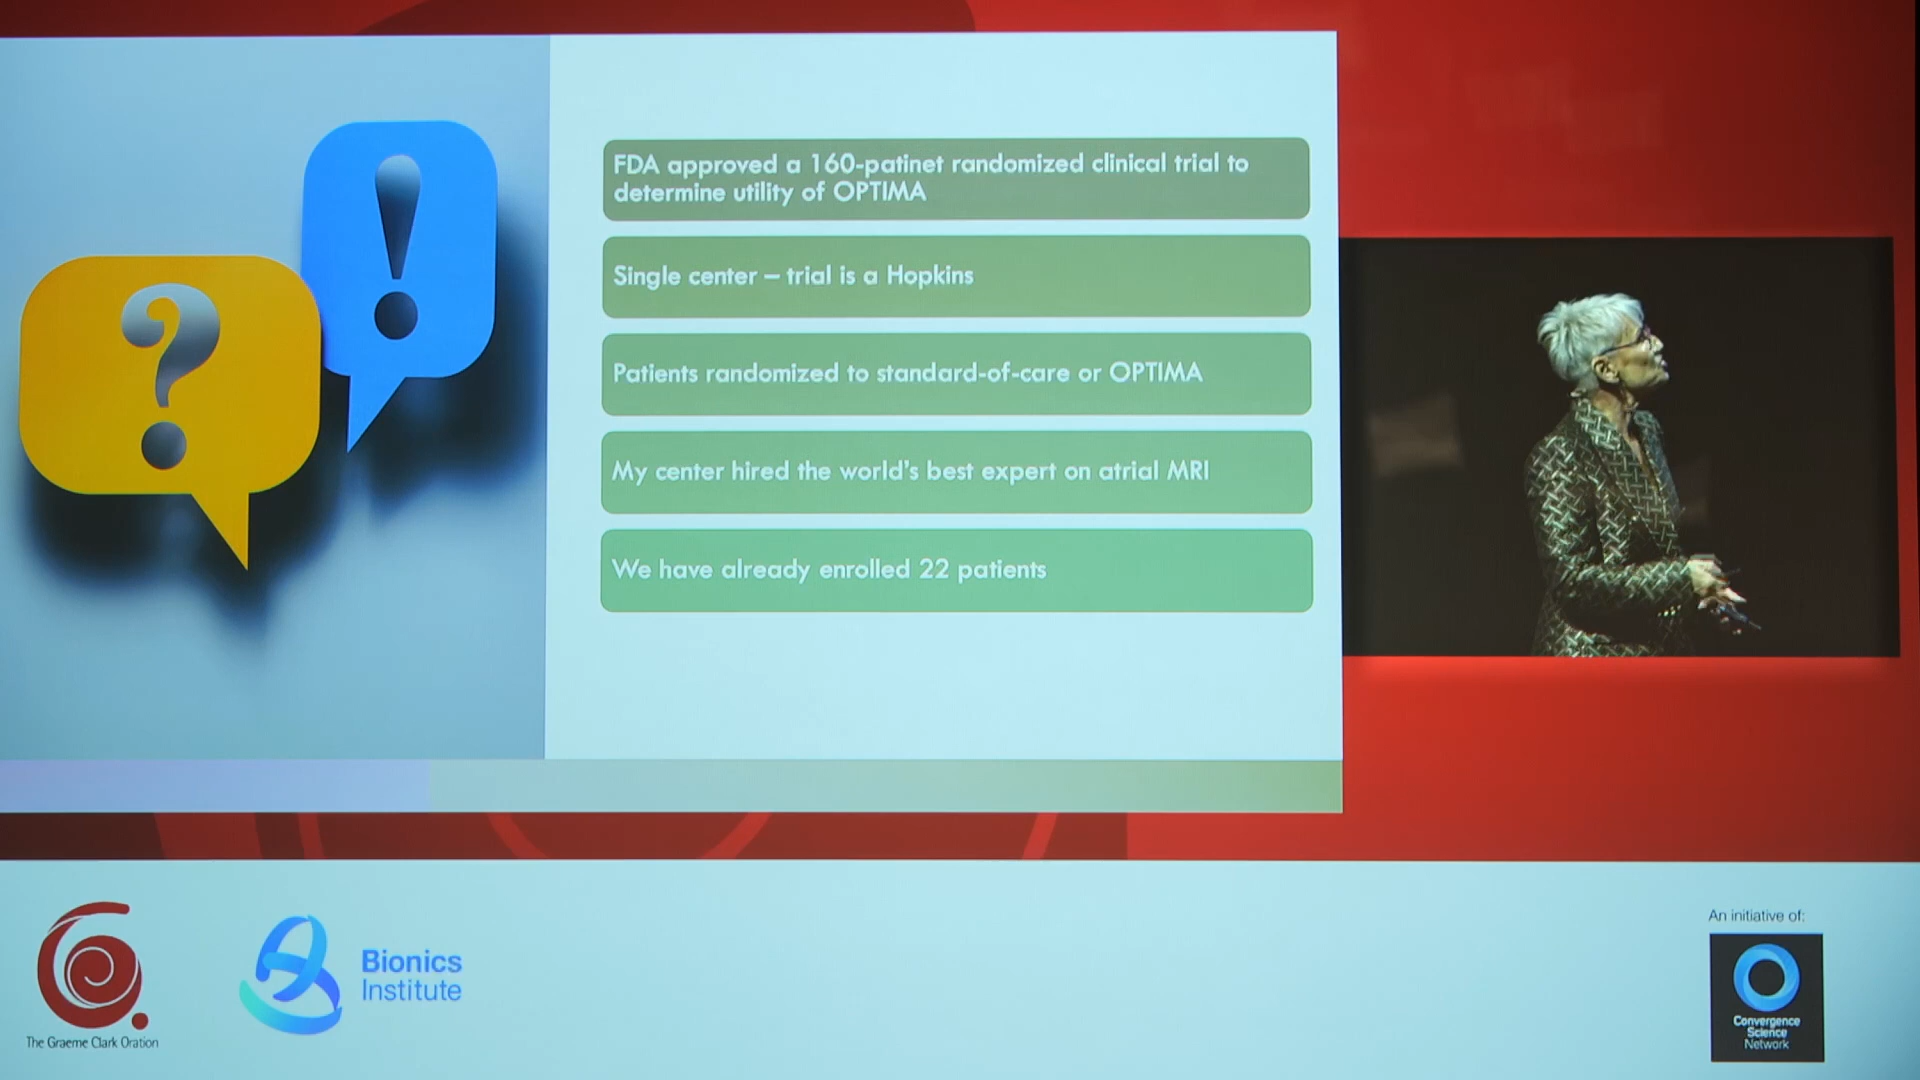 FDA approved a 160-patinet randomized clinical trial to
determine utility of OPTIMA
Single center – trial is a Hopkins
Patients randomized to standard-of-care or OPTIMA
My center hired the world's best expert on atrial MRI
We have already enrolled 22 patients
?
!
The Graeme Clark Oration
Bionics
Institute
An initiative of:
Convergence
Science
Network